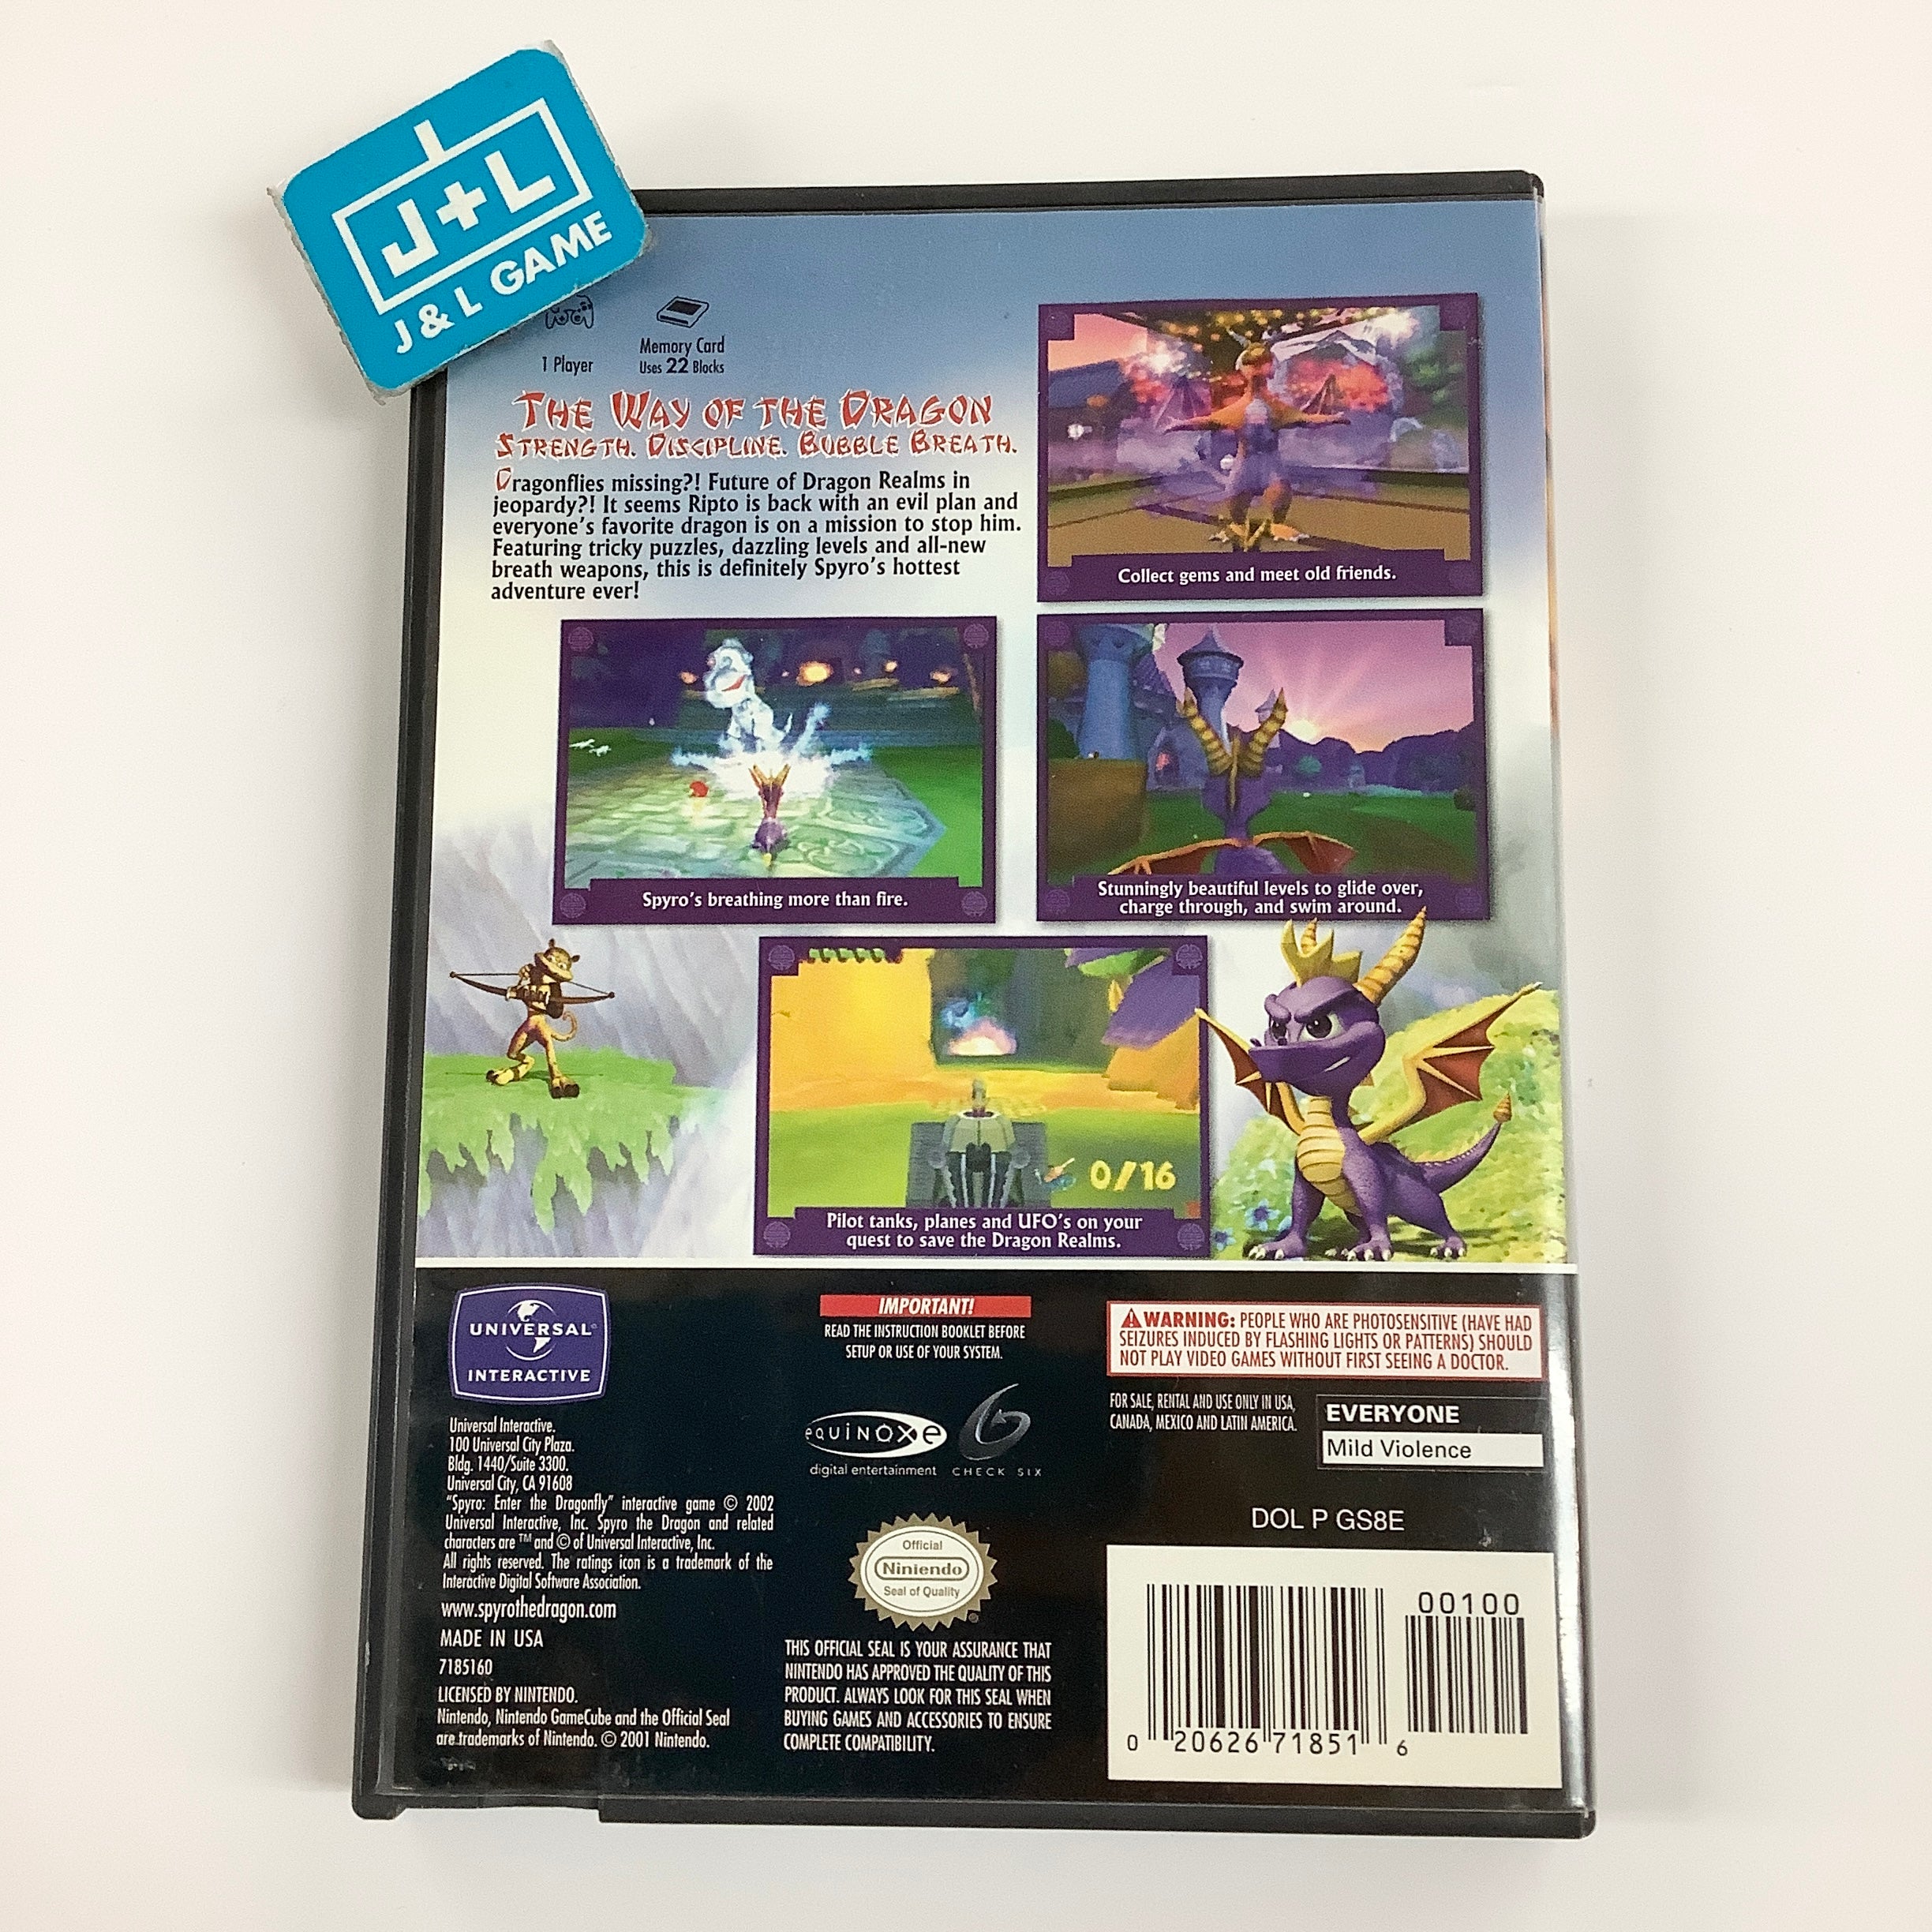 J+L
J & L GAME
1 Player
Memory Card
Uses 22 Blocks
THE WAY OF THE DRAGON
STRENGTH. DISCIPLINE. BUBBLE BREATH.
Dragonflies missing?! Future of Dragon Realms in
jeopardy?! It seems Ripto is back with an evil plan and
everyone's favorite dragon is on a mission to stop him.
Featuring tricky puzzles, dazzling levels and all-new
breath weapons, this is definitely Spyro's hottest
adventure ever!
Collect gems and meet old friends.
Spyro's breathing more than fire.
Stunningly beautiful levels to glide over,
charge through, and swim around.
0/16
Pilot tanks, planes and UFO's on your
quest to save the Dragon Realms.
UNIVERSAL®
INTERACTIVE
Universal Interactive.
100 Universal City Plaza.
Bldg. 1440/Suite 3300.
Universal City, CA 91608
"Spyro: Enter the Dragonfly" interactive game © 2002
Universal Interactive, Inc. Spyro the Dragon and related
characters are ™ and © of Universal Interactive, Inc.
All rights reserved. The ratings icon is a trademark of the
Interactive Digital Software Association.
www.spyrothedragon.com
MADE IN USA
7185160
LICENSED BY NINTENDO.
Nintendo, Nintendo GameCube and the Official Seal
are trademarks of Nintendo. © 2001 Nintendo.
IMPORTANT!
READ THE INSTRUCTION BOOKLET BEFORE
SETUP OR USE OF YOUR SYSTEM.
equinoxe
digital entertainment
CHECK SIX
Official
Nintendo
Seal of Quality
THIS OFFICIAL SEAL IS YOUR ASSURANCE THAT
NINTENDO HAS APPROVED THE QUALITY OF THIS
PRODUCT. ALWAYS LOOK FOR THIS SEAL WHEN
BUYING GAMES AND ACCESSORIES TO ENSURE
COMPLETE COMPATIBILITY.
WARNING: PEOPLE WHO ARE PHOTOSENSITIVE (HAVE HAD
SEIZURES INDUCED BY FLASHING LIGHTS OR PATTERNS) SHOULD
NOT PLAY VIDEO GAMES WITHOUT FIRST SEEING A DOCTOR.
FOR SALE, RENTAL AND USE ONLY IN USA,
CANADA, MEXICO AND LATIN AMERICA.
EVERYONE
Mild Violence
DOL P GS8E
00100
0 20626 71851 6